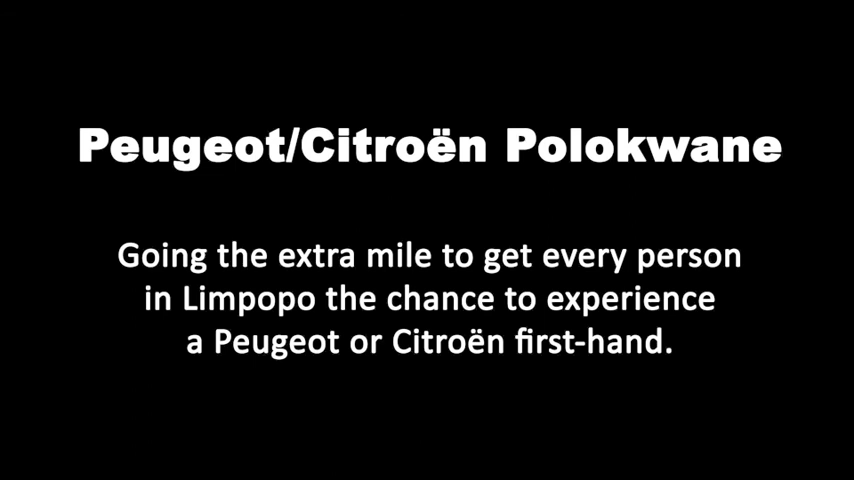 Peugeot/Citroën Polokwane
Going the extra mile to get every person
in Limpopo the chance to experience
a Peugeot or Citroën first-hand.